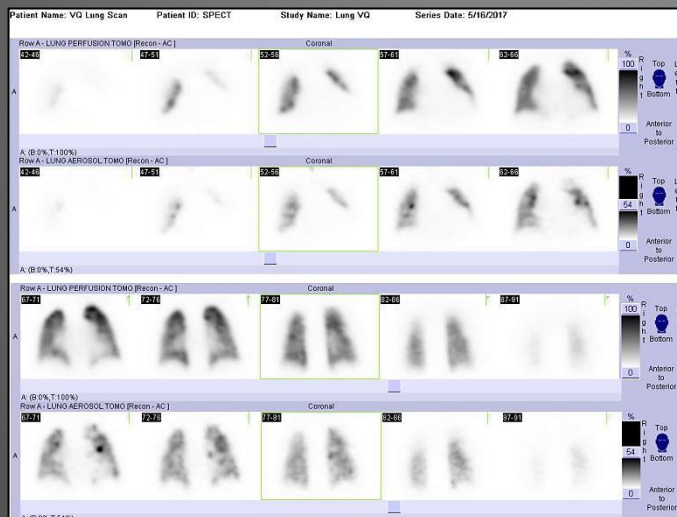 Patient Name: VQ Lung Scan Patient ID: SPECT Study Name: Lung VQ Series Date: 5/16/2017
Row A - LUNG PERFUSION TOMO [Recon - AC] Coronal
42-46 47-51 52-56 57-61 62-66
A
% 100 0
Right Top Bottom
Anterior to Posterior
A: (B:0%,T:100%)
Row A - LUNG AEROSOL TOMO [Recon - AC] Coronal
42-46 47-51 52-56 57-61 62-66
A
% 54 0
Right Top Bottom
Anterior to Posterior
A: (B:0%,T:54%)
Row A - LUNG PERFUSION TOMO [Recon - AC] Coronal
67-71 72-76 77-81 82-86 87-91
A
% 100 0
Right Top Bottom
Anterior to Posterior
A: (B:0%,T:100%)
Row A - LUNG AEROSOL TOMO [Recon - AC] Coronal
67-71 72-76 77-81 82-86 87-91
A
% 54 0
Right Top Bottom
Anterior to Posterior